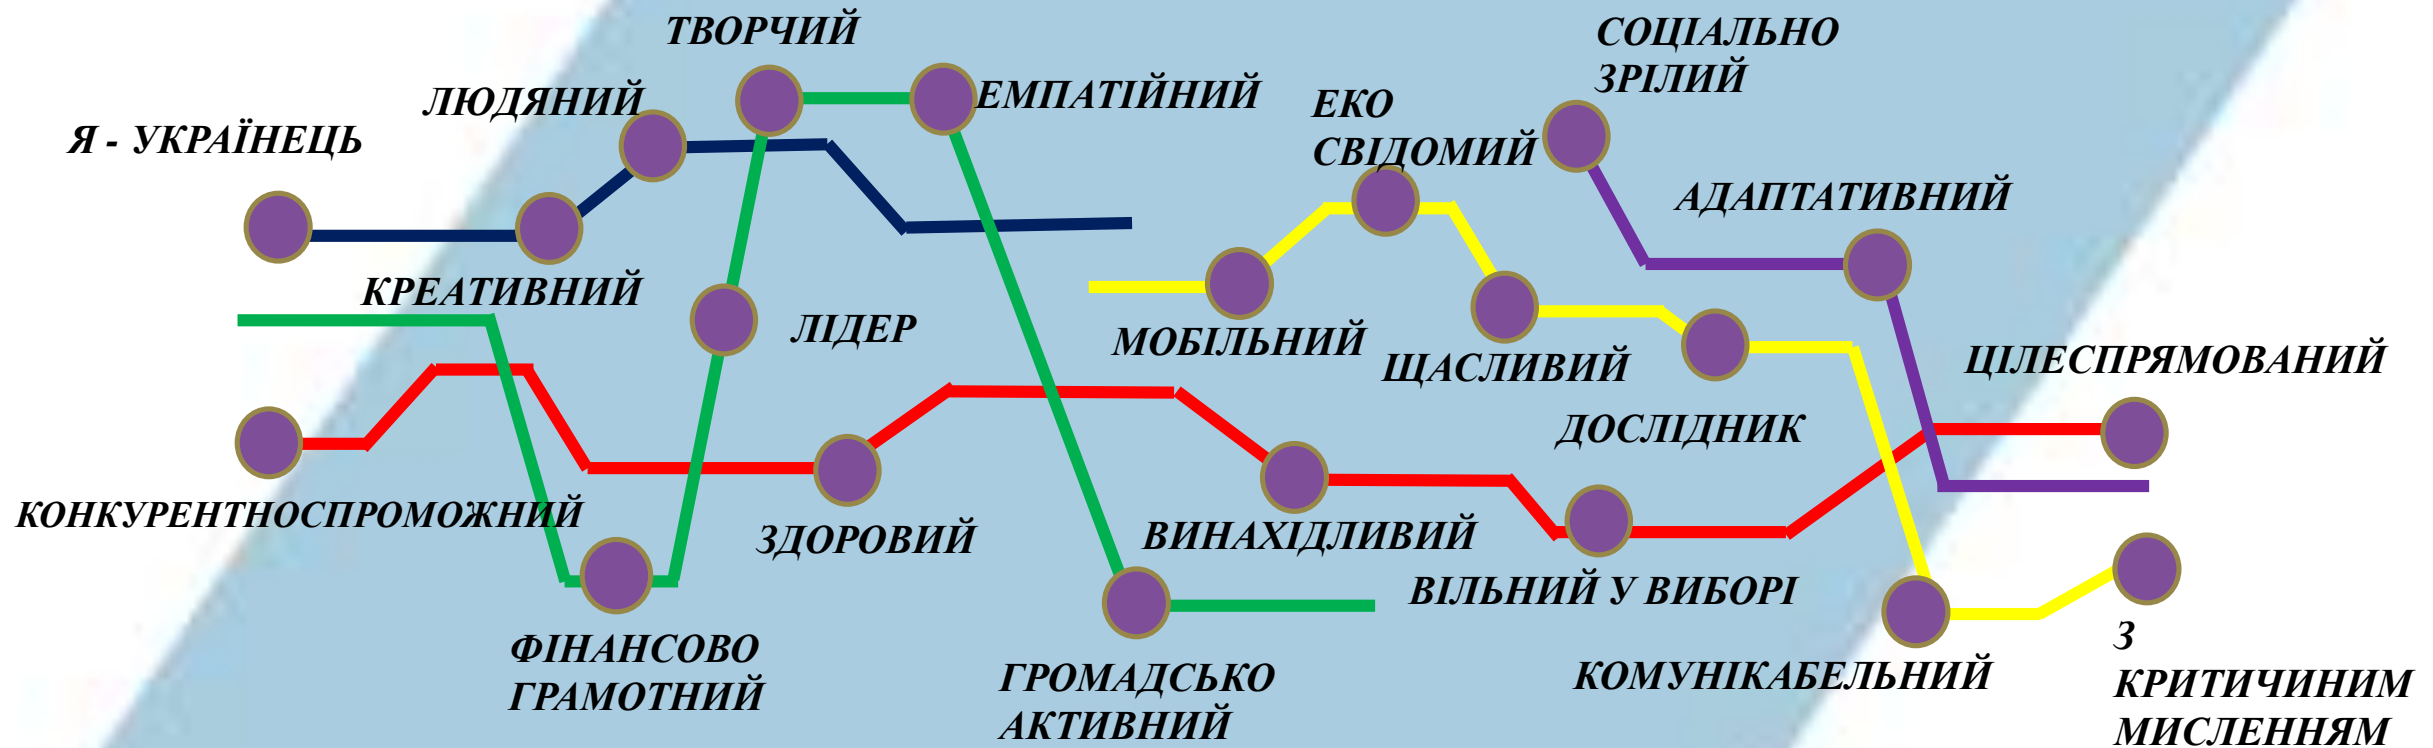 ТВОРЧИЙ
СОЦІАЛЬНО
ЗРІЛИЙ
ЛЮДЯНИЙ
ЕМПАТІЙНИЙ
ЕКО
СВІДОМИЙ
Я - УКРАЇНЕЦЬ
АДАПТАТИВНИЙ
КРЕАТИВНИЙ
ЛІДЕР
МОБІЛЬНИЙ
ЩАСЛИВИЙ
ЦІЛЕСПРЯМОВАНИЙ
ДОСЛІДНИК
КОНКУРЕНТНОСПРОМОЖНИЙ
ЗДОРОВИЙ
ВИНАХІДЛИВИЙ
ВІЛЬНИЙ У ВИБОРІ
ФІНАНСОВО
ГРАМОТНИЙ
ГРОМАДСЬКО
АКТИВНИЙ
КОМУНІКАБЕЛЬНИЙ
З
КРИТИЧИНИМ
МИСЛЕННЯМ